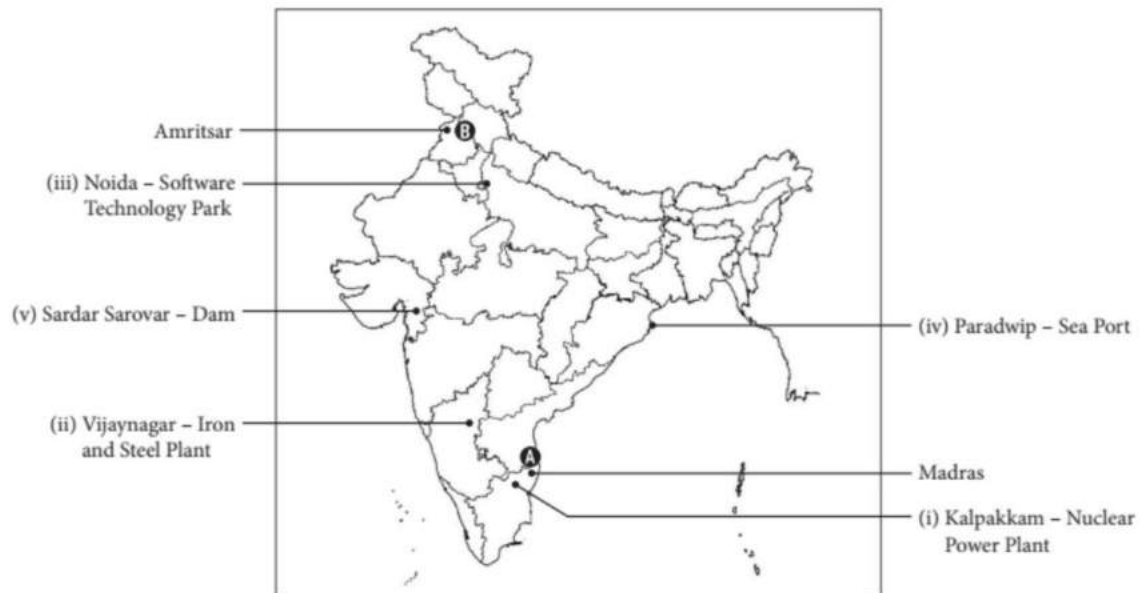 Amritsar
B
(iii) Noida – Software
Technology Park
(v) Sardar Sarovar – Dam
(iv) Paradwip – Sea Port
(ii) Vijaynagar – Iron
and Steel Plant
A
Madras
(i) Kalpakkam – Nuclear
Power Plant